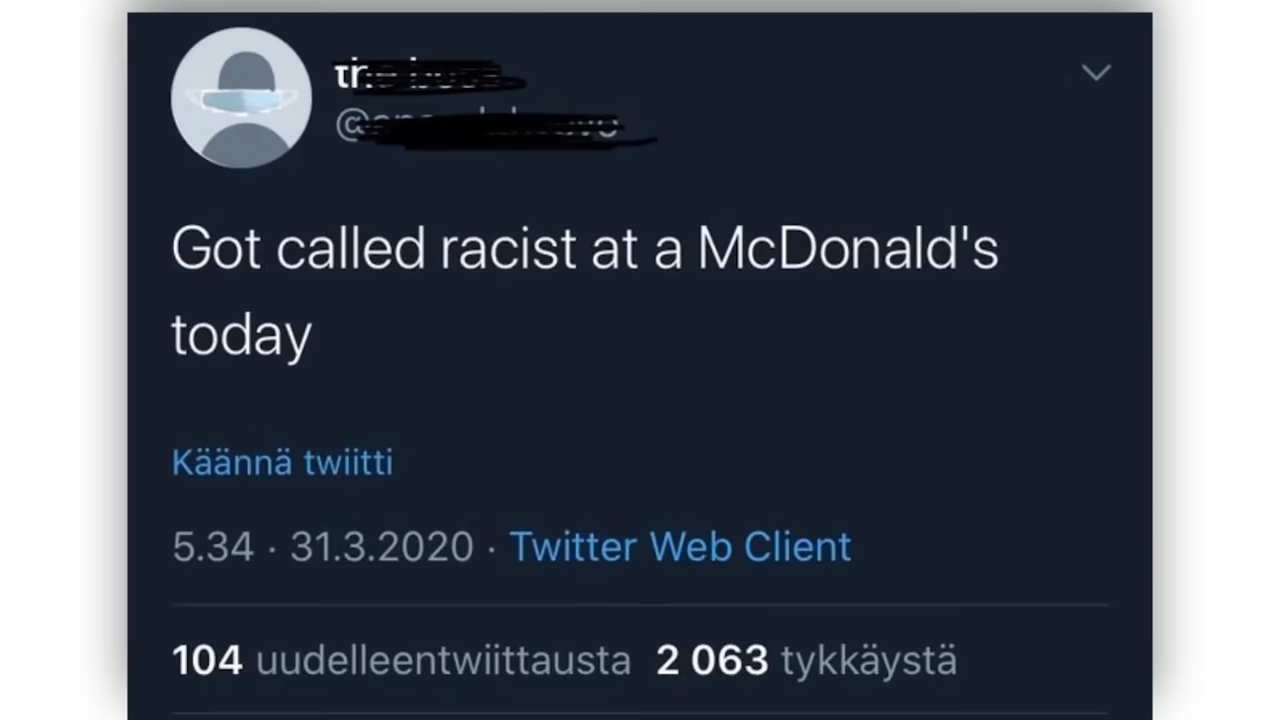 Got called racist at a McDonald's
today
Käännä twiitti
5.34 · 31.3.2020 · Twitter Web Client
104 uudelleentwiittausta 2 063 tykkäystä